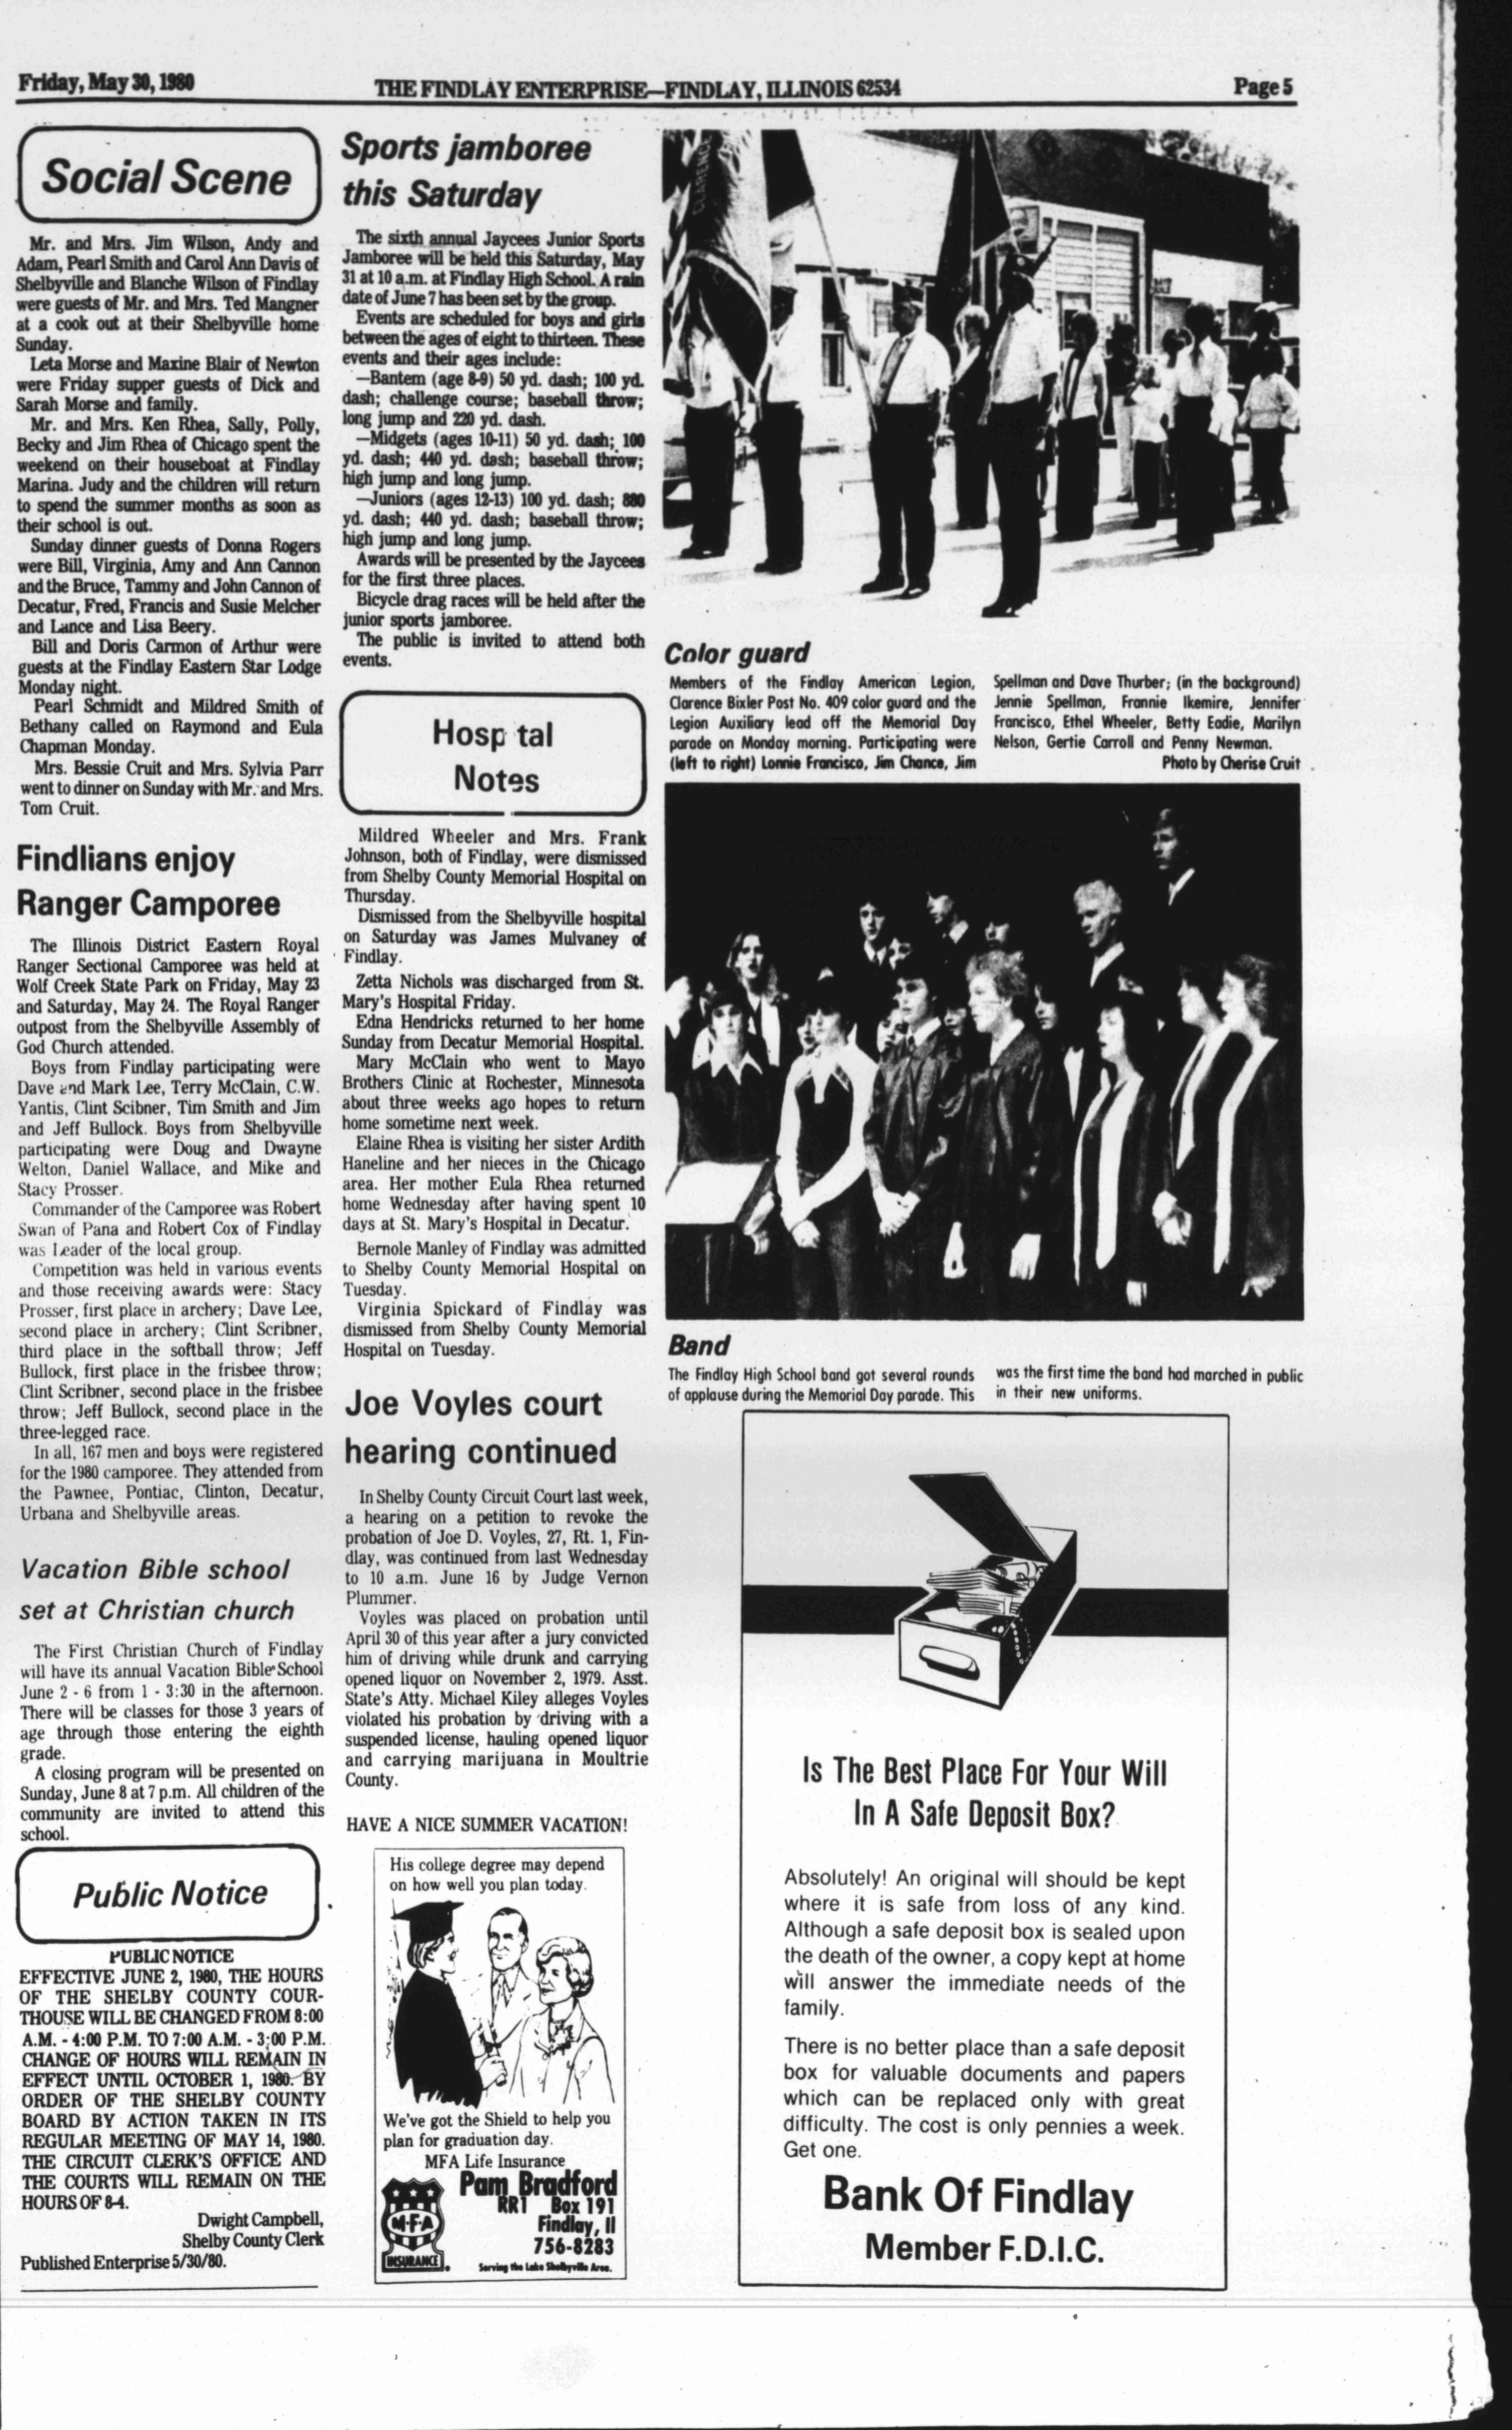 Friday, May 30, 1980
THE FINDLAY ENTERPRISE—FINDLAY, ILLINOIS 62534
Page 5
Social Scene
Mr. and Mrs. Jim Wilson, Andy and
Adam, Pearl Smith and Carol Ann Davis of
Shelbyville and Blanche Wilson of Findlay
were guests of Mr. and Mrs. Ted Mangner
at a cook out at their Shelbyville home
Sunday.
Leta Morse and Maxine Blair of Newton
were Friday supper guests of Dick and
Sarah Morse and family.
Mr. and Mrs. Ken Rhea, Sally, Polly,
Becky and Jim Rhea of Chicago spent the
weekend on their houseboat at Findlay
Marina. Judy and the children will return
to spend the summer months as soon as
their school is out.
Sunday dinner guests of Donna Rogers
were Bill, Virginia, Amy and Ann Cannon
and the Bruce, Tammy and John Cannon of
Decatur, Fred, Francis and Susie Melcher
and Lance and Lisa Beery.
Bill and Doris Carmon of Arthur were
guests at the Findlay Eastern Star Lodge
Monday night.
Pearl Schmidt and Mildred Smith of
Bethany called on Raymond and Eula
Chapman Monday.
Mrs. Bessie Cruit and Mrs. Sylvia Parr
went to dinner on Sunday with Mr. and Mrs.
Tom Cruit.
Findlians enjoy
Ranger Camporee
The Illinois District Eastern Royal
Ranger Sectional Camporee was held at
Wolf Creek State Park on Friday, May 23
and Saturday, May 24. The Royal Ranger
outpost from the Shelbyville Assembly of
God Church attended.
Boys from Findlay participating were
Dave and Mark Lee, Terry McClain, C.W.
Yantis, Clint Scibner, Tim Smith and Jim
and Jeff Bullock. Boys from Shelbyville
participating were Doug and Dwayne
Welton, Daniel Wallace, and Mike and
Stacy Prosser.
Commander of the Camporee was Robert
Swan of Pana and Robert Cox of Findlay
was Leader of the local group.
Competition was held in various events
and those receiving awards were: Stacy
Prosser, first place in archery; Dave Lee,
second place in archery; Clint Scribner,
third place in the softball throw; Jeff
Bullock, first place in the frisbee throw;
Clint Scribner, second place in the frisbee
throw; Jeff Bullock, second place in the
three-legged race.
In all, 167 men and boys were registered
for the 1980 camporee. They attended from
the Pawnee, Pontiac, Clinton, Decatur,
Urbana and Shelbyville areas.
Vacation Bible school
set at Christian church
The First Christian Church of Findlay
will have its annual Vacation Bible School
June 2 - 6 from 1 - 3:30 in the afternoon.
There will be classes for those 3 years of
age through those entering the eighth
grade.
A closing program will be presented on
Sunday, June 8 at 7 p.m. All children of the
community are invited to attend this
school.
Public Notice
PUBLIC NOTICE
EFFECTIVE JUNE 2, 1980, THE HOURS
OF THE SHELBY COUNTY COUR-
THOUSE WILL BE CHANGED FROM 8:00
A.M. - 4:00 P.M. TO 7:00 A.M. - 3:00 P.M.
CHANGE OF HOURS WILL REMAIN IN
EFFECT UNTIL OCTOBER 1, 1980. BY
ORDER OF THE SHELBY COUNTY
BOARD BY ACTION TAKEN IN ITS
REGULAR MEETING OF MAY 14, 1980.
THE CIRCUIT CLERK'S OFFICE AND
THE COURTS WILL REMAIN ON THE
HOURS OF 8-4.
Dwight Campbell,
Shelby County Clerk
Published Enterprise 5/30/80.
Sports jamboree
this Saturday
The sixth annual Jaycees Junior Sports
Jamboree will be held this Saturday, May
31 at 10 a.m. at Findlay High School. A rain
date of June 7 has been set by the group.
Events are scheduled for boys and girls
between the ages of eight to thirteen. These
events and their ages include:
—Bantem (age 8-9) 50 yd. dash; 100 yd.
dash; challenge course; baseball throw;
long jump and 220 yd. dash.
—Midgets (ages 10-11) 50 yd. dash; 100
yd. dash; 440 yd. dash; baseball throw;
high jump and long jump.
—Juniors (ages 12-13) 100 yd. dash; 880
yd. dash; 440 yd. dash; baseball throw;
high jump and long jump.
Awards will be presented by the Jaycees
for the first three places.
Bicycle drag races will be held after the
junior sports jamboree.
The public is invited to attend both
events.
Hosp tal
Notes
Mildred Wheeler and Mrs. Frank
Johnson, both of Findlay, were dismissed
from Shelby County Memorial Hospital on
Thursday.
Dismissed from the Shelbyville hospital
on Saturday was James Mulvaney of
Findlay.
Zetta Nichols was discharged from St.
Mary's Hospital Friday.
Edna Hendricks returned to her home
Sunday from Decatur Memorial Hospital.
Mary McClain who went to Mayo
Brothers Clinic at Rochester, Minnesota
about three weeks ago hopes to return
home sometime next week.
Elaine Rhea is visiting her sister Ardith
Haneline and her nieces in the Chicago
area. Her mother Eula Rhea returned
home Wednesday after having spent 10
days at St. Mary's Hospital in Decatur.
Bernole Manley of Findlay was admitted
to Shelby County Memorial Hospital on
Tuesday.
Virginia Spickard of Findlay was
dismissed from Shelby County Memorial
Hospital on Tuesday.
Joe Voyles court
hearing continued
In Shelby County Circuit Court last week,
a hearing on a petition to revoke the
probation of Joe D. Voyles, 27, Rt. 1, Fin-
dlay, was continued from last Wednesday
to 10 a.m. June 16 by Judge Vernon
Plummer.
Voyles was placed on probation until
April 30 of this year after a jury convicted
him of driving while drunk and carrying
opened liquor on November 2, 1979. Asst.
State's Atty. Michael Kiley alleges Voyles
violated his probation by driving with a
suspended license, hauling opened liquor
and carrying marijuana in Moultrie
County.
HAVE A NICE SUMMER VACATION!
His college degree may depend
on how well you plan today.
We've got the Shield to help you
plan for graduation day.
MFA Life Insurance
Pam Bradford
RR1 Box 191
Findlay, Il
756-8283
Serving the Lake Shelbyville Area.
M·F·A
INSURANCE
CLARENCE
Color guard
Members of the Findlay American Legion,
Clarence Bixler Post No. 409 color guard and the
Legion Auxiliary lead off the Memorial Day
parade on Monday morning. Participating were
(left to right) Lonnie Francisco, Jim Chance, Jim
Spellman and Dave Thurber; (in the background)
Jennie Spellman, Frannie Ikemire, Jennifer
Francisco, Ethel Wheeler, Betty Eadie, Marilyn
Nelson, Gertie Carroll and Penny Newman.
Photo by Cherise Cruit
Band
The Findlay High School band got several rounds
of applause during the Memorial Day parade. This
was the first time the band had marched in public
in their new uniforms.
Is The Best Place For Your Will
In A Safe Deposit Box?
Absolutely! An original will should be kept
where it is safe from loss of any kind.
Although a safe deposit box is sealed upon
the death of the owner, a copy kept at home
will answer the immediate needs of the
family.
There is no better place than a safe deposit
box for valuable documents and papers
which can be replaced only with great
difficulty. The cost is only pennies a week.
Get one.
Bank Of Findlay
Member F.D.I.C.